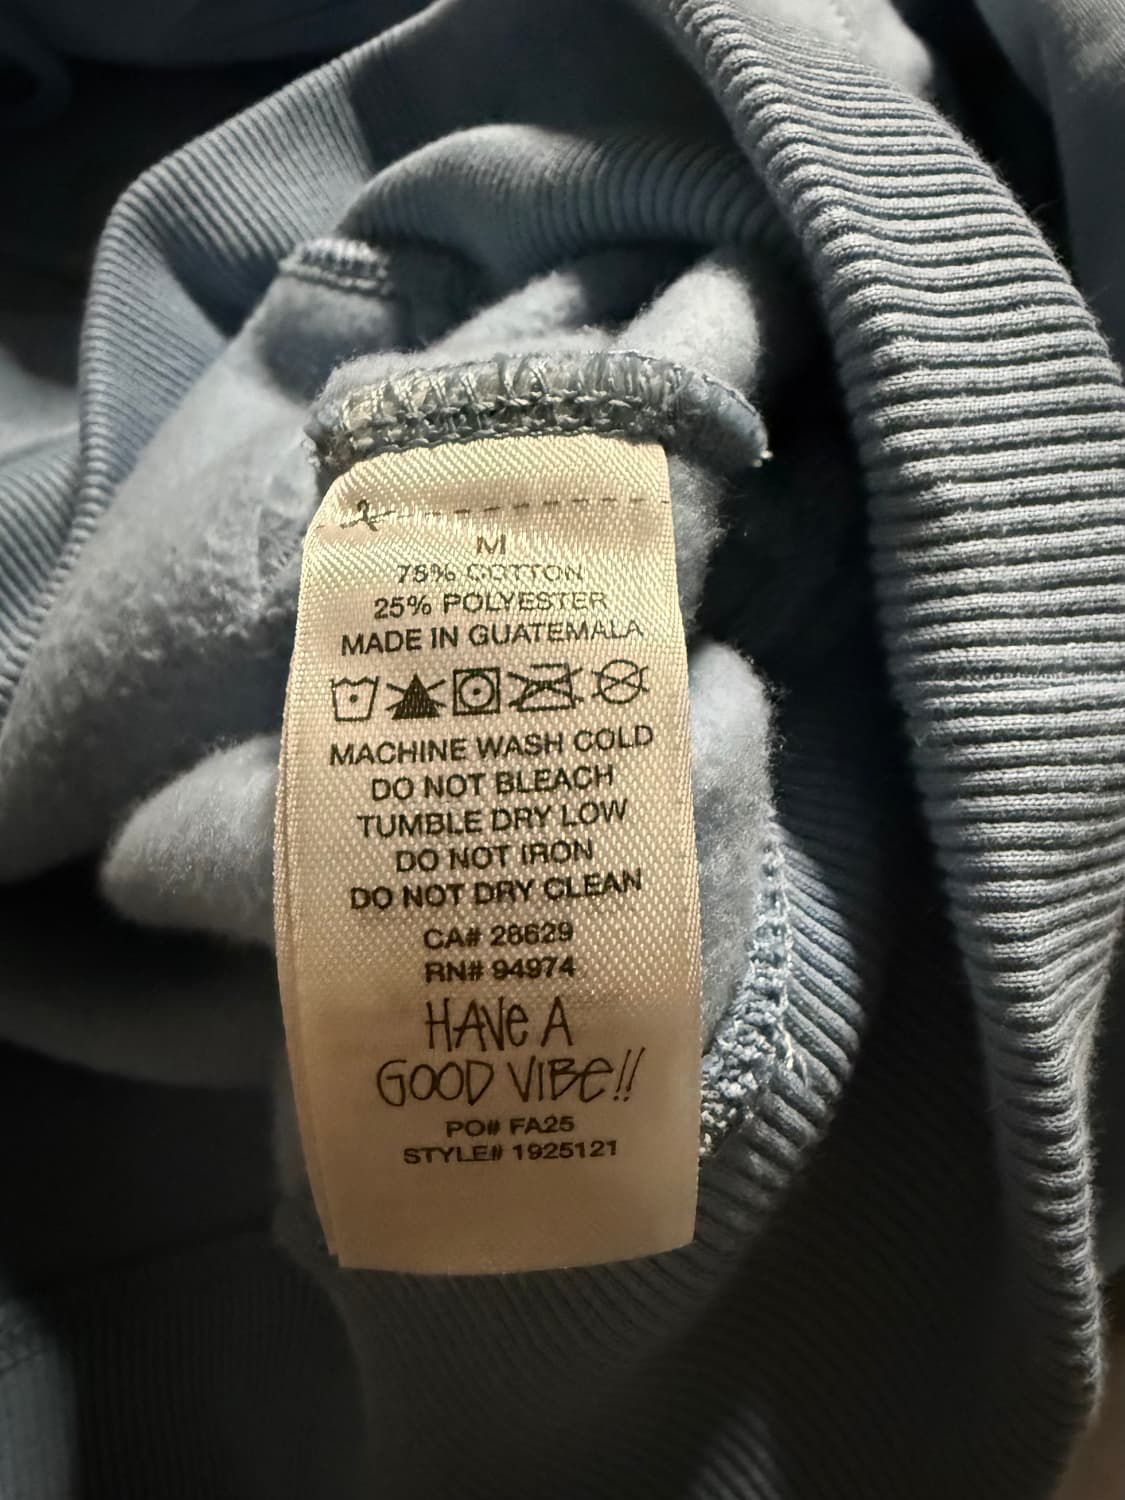 M
75% COTTON
25% POLYESTER
MADE IN GUATEMALA
MACHINE WASH COLD
DO NOT BLEACH
TUMBLE DRY LOW
DO NOT IRON
DO NOT DRY CLEAN
CA# 28629
RN# 94974
HAVe A
GOOD VIBe!!
PO# FA25
STYLE# 1925121